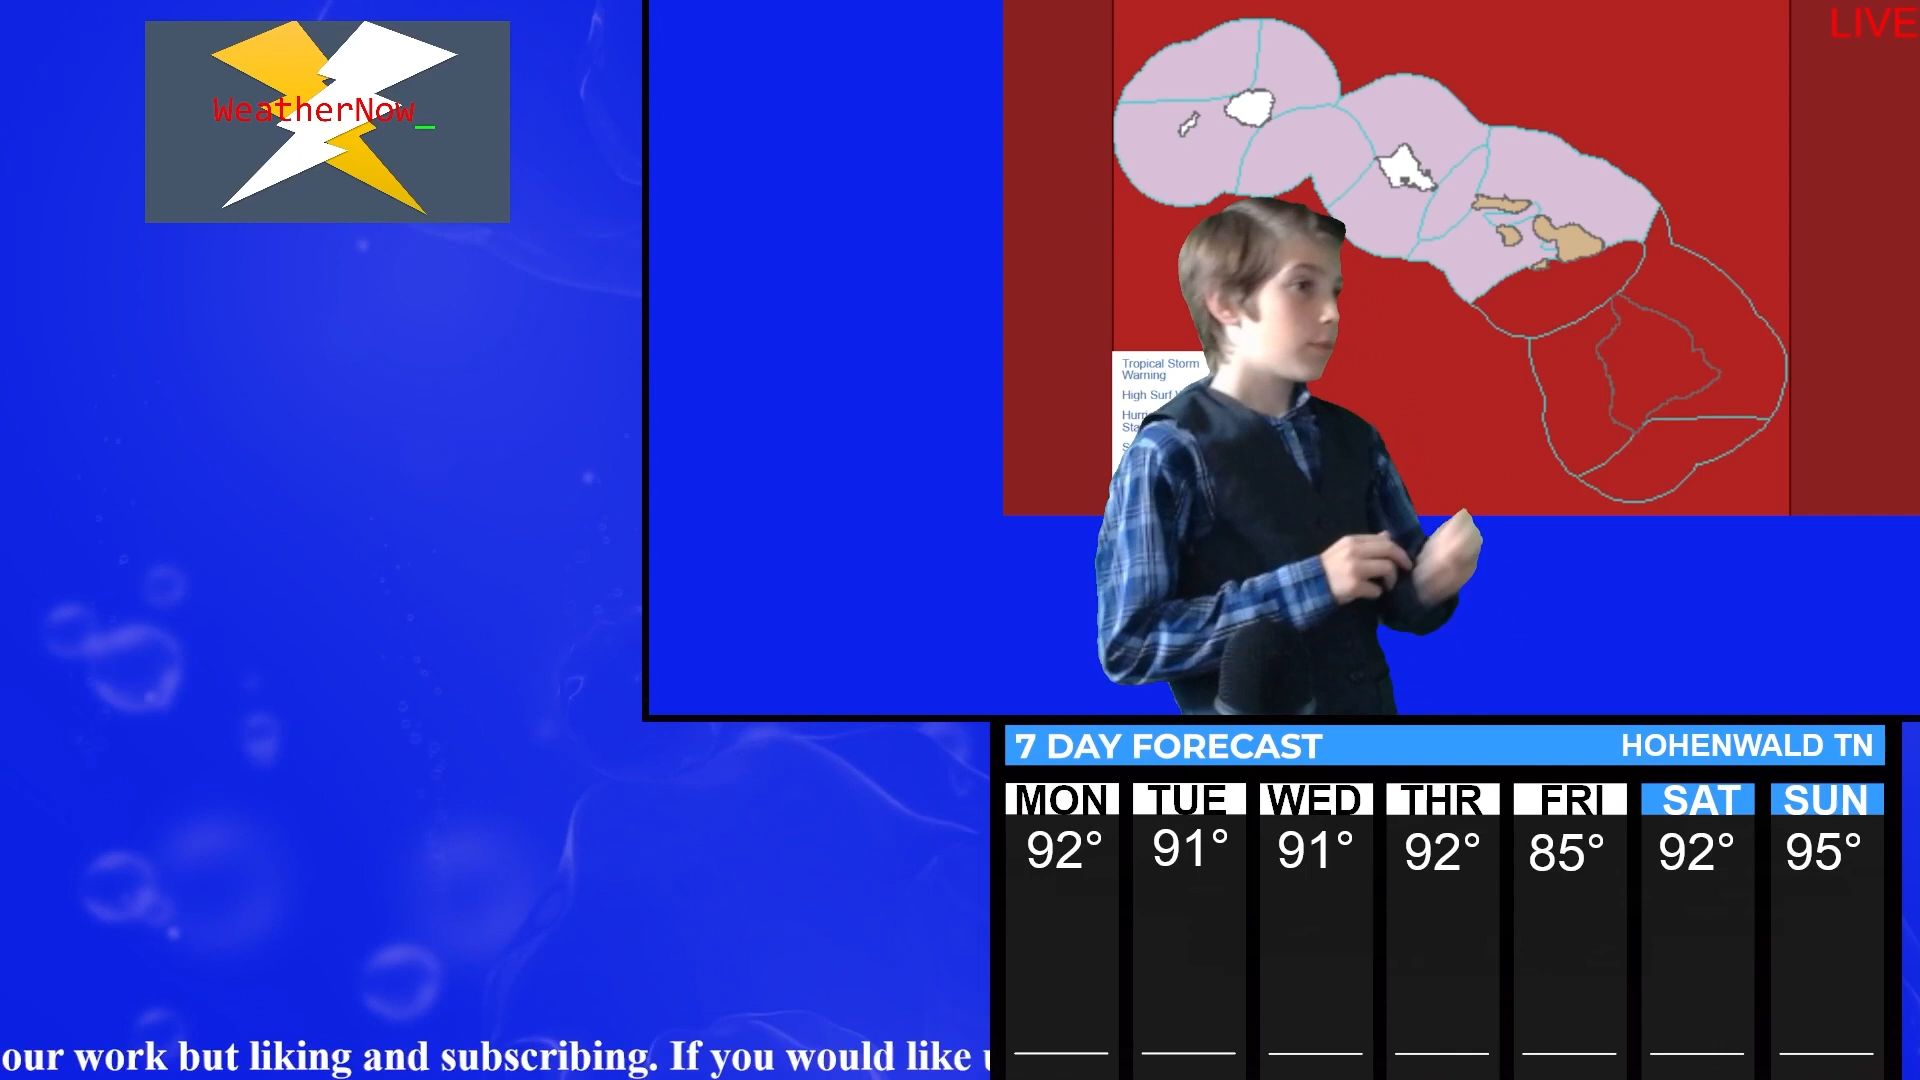 WeatherNow_
LIVE
Tropical Storm
Warning
High Surf
7 DAY FORECAST
HOHENWALD TN
MON TUE WED THR FRI SAT SUN
92° 91° 91° 92° 85° 92° 95°
our work but liking and subscribing. If you would like